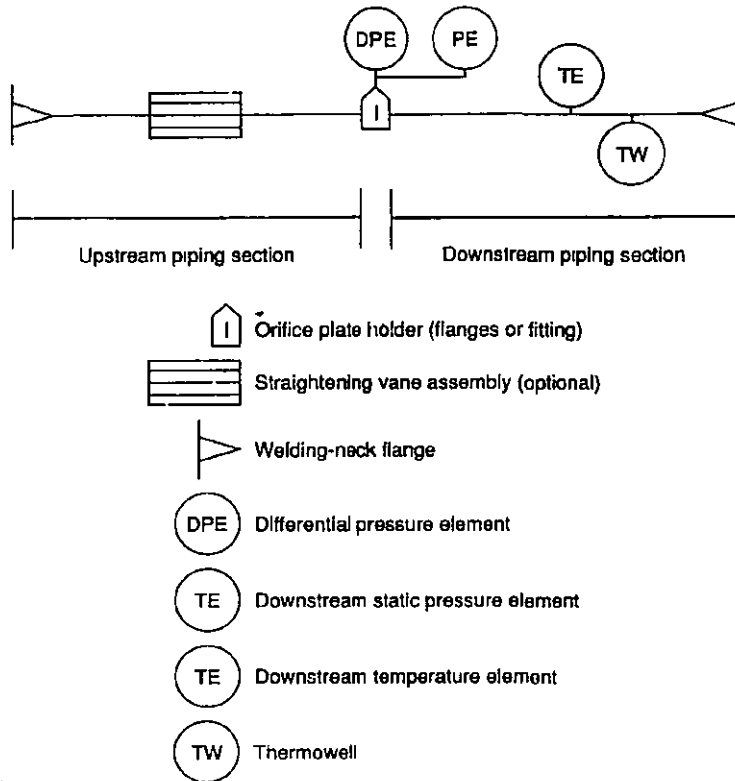 DPE PE
TE
I
TW
Upstream piping section Downstream piping section
I Orifice plate holder (flanges or fitting)
Straightening vane assembly (optional)
Welding-neck flange
DPE Differential pressure element
TE Downstream static pressure element
TE Downstream temperature element
TW Thermowell